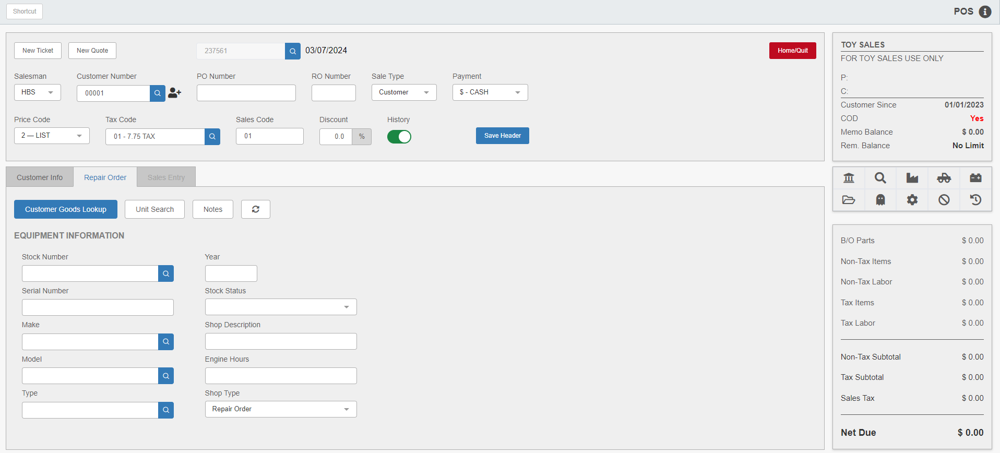 Shortcut
POS
New Ticket
New Quote
237561
03/07/2024
Home/Quit
Salesman
Customer Number
PO Number
RO Number
Sale Type
Payment
HBS
00001
Customer
$ - CASH
Price Code
Tax Code
Sales Code
Discount
History
2 — LIST
01 - 7.75 TAX
01
0.0
%
Save Header
TOY SALES
FOR TOY SALES USE ONLY
P:
C:
Customer Since 01/01/2023
COD Yes
Memo Balance $ 0.00
Rem. Balance No Limit
Customer Info
Repair Order
Sales Entry
Customer Goods Lookup
Unit Search
Notes
EQUIPMENT INFORMATION
Stock Number
Year
Serial Number
Stock Status
Make
Shop Description
Model
Engine Hours
Type
Shop Type
Repair Order
B/O Parts $ 0.00
Non-Tax Items $ 0.00
Non-Tax Labor $ 0.00
Tax Items $ 0.00
Tax Labor $ 0.00
Non-Tax Subtotal $ 0.00
Tax Subtotal $ 0.00
Sales Tax $ 0.00
Net Due $ 0.00